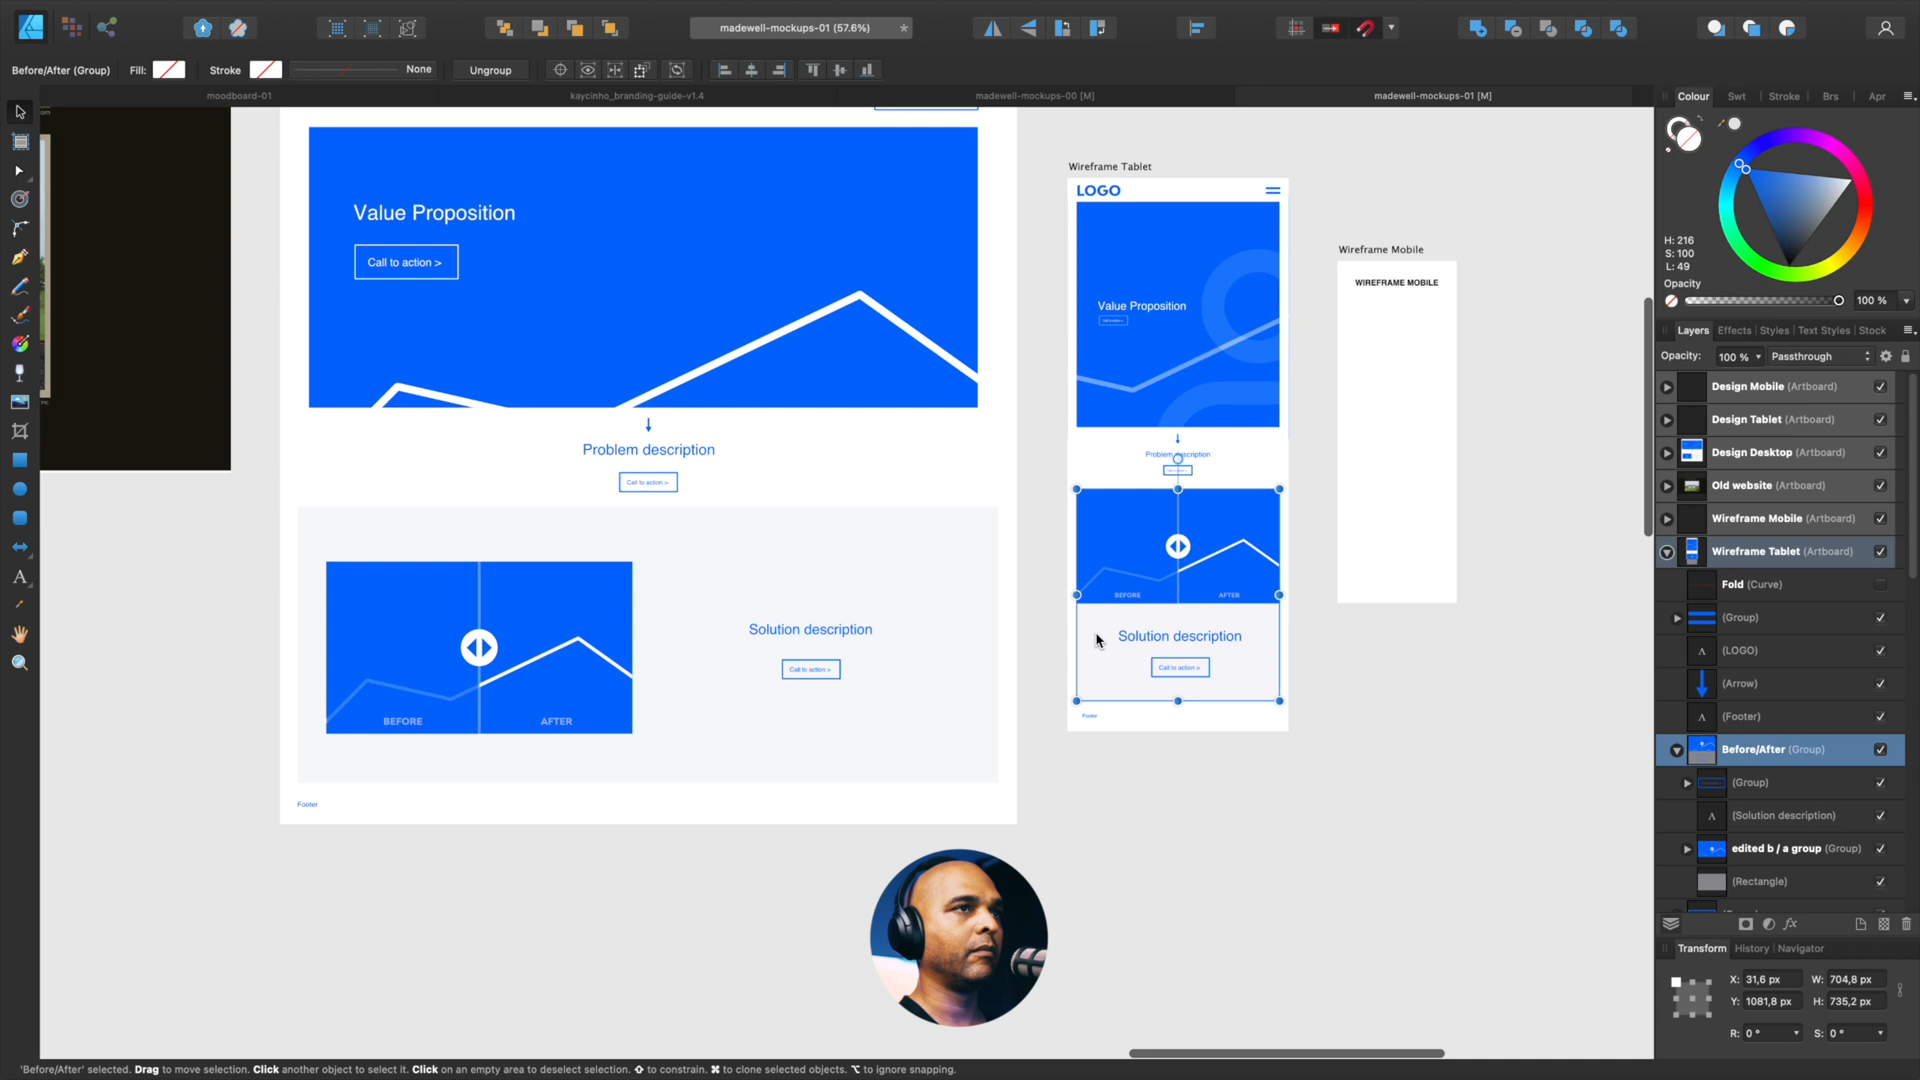 madewell-mockups-01 (57.6%)
Before/After (Group)
Fill:
Stroke
None
Ungroup
moodboard-01
kaycinho_branding-guide-v1.4
madewell-mockups-00 [M]
madewell-mockups-01 [M]
Value Proposition
Call to action >
Problem description
Call to action >
BEFORE
AFTER
Solution description
Call to action >
Footer
Wireframe Tablet
LOGO
Value Proposition
Call to action >
Problem description
BEFORE
AFTER
Solution description
Call to action >
Footer
Wireframe Mobile
WIREFRAME MOBILE
Colour
Swt
Stroke
Brs
Apr
H: 216
S: 100
L: 49
Opacity
100 %
Layers
Effects
Styles
Text Styles
Stock
Opacity:
100 %
Passthrough
Design Mobile (Artboard)
Design Tablet (Artboard)
Design Desktop (Artboard)
Old website (Artboard)
Wireframe Mobile (Artboard)
Wireframe Tablet (Artboard)
Fold (Curve)
(Group)
A (LOGO)
(Arrow)
A (Footer)
Before/After (Group)
(Group)
A (Solution description)
edited b / a group (Group)
(Rectangle)
fx
Transform
History
Navigator
X: 31,6 px
W: 704,8 px
Y: 1081,8 px
H: 735,2 px
R: 0 °
S: 0 °
'Before/After' selected. Drag to move selection. Click another object to select it. Click on an empty area to deselect selection. ⇧ to constrain. ⌘ to clone selected objects. ⌥ to ignore snapping.